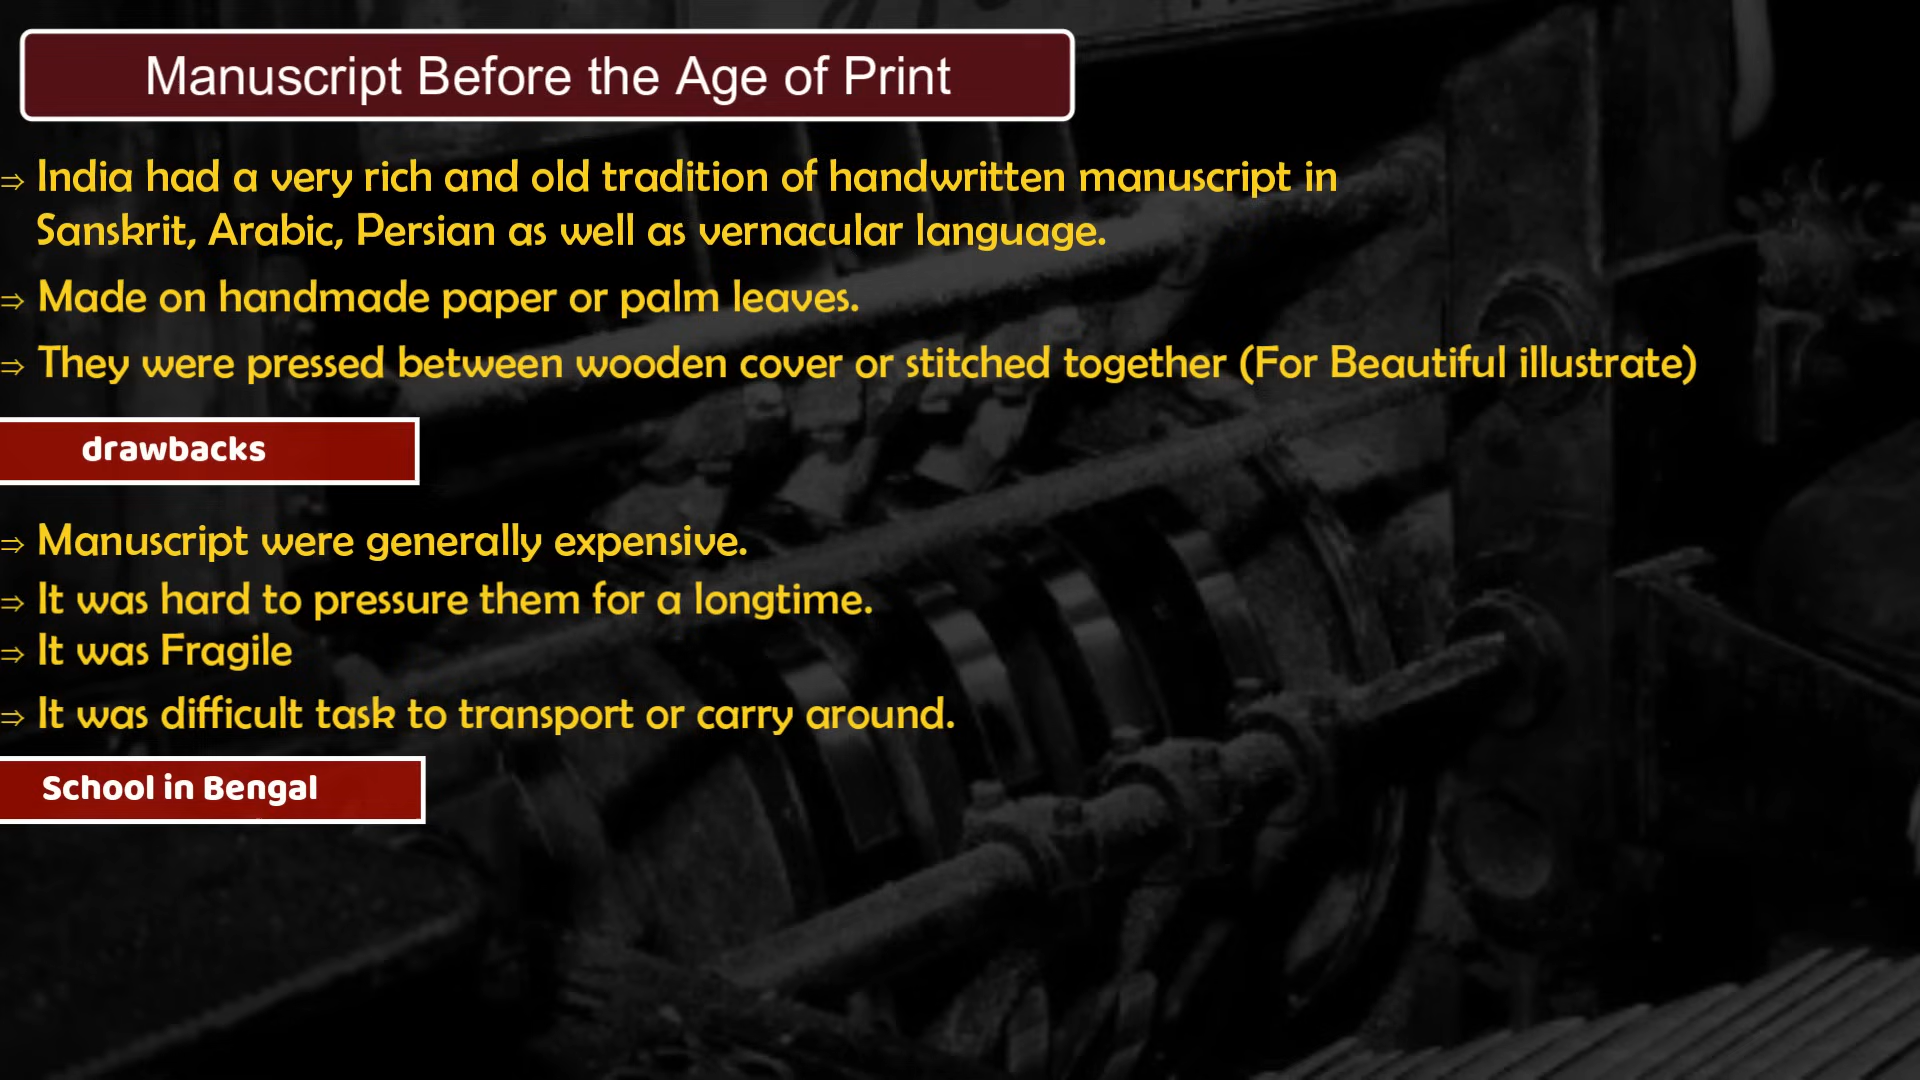 Manuscript Before the Age of Print
⇒ India had a very rich and old tradition of handwritten manuscript in
Sanskrit, Arabic, Persian as well as vernacular language.
⇒ Made on handmade paper or palm leaves.
⇒ They were pressed between wooden cover or stitched together (For Beautiful illustrate)
drawbacks
⇒ Manuscript were generally expensive.
⇒ It was hard to pressure them for a longtime.
⇒ It was Fragile
⇒ It was difficult task to transport or carry around.
School in Bengal